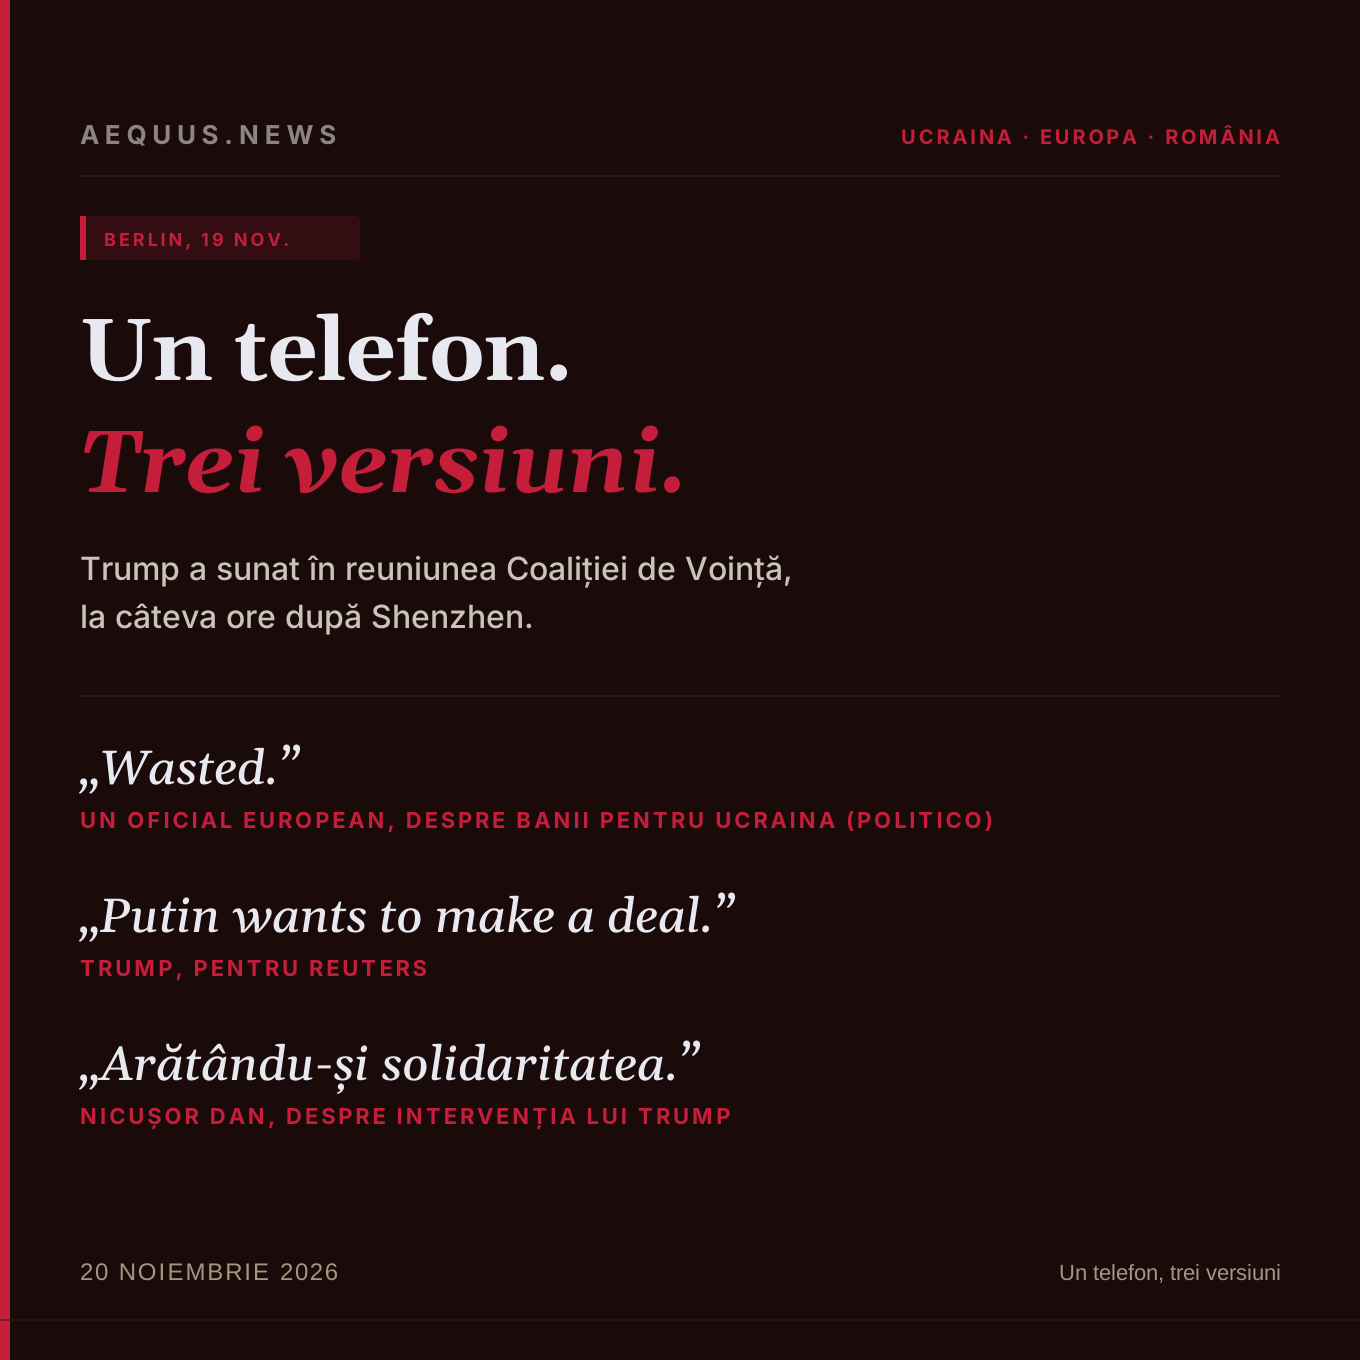 AEQUUS.NEWS
UCRAINA · EUROPA · ROMÂNIA
BERLIN, 19 NOV.
Un telefon.
Trei versiuni.
Trump a sunat în reuniunea Coaliției de Voință,
la câteva ore după Shenzhen.
„Wasted.”
UN OFICIAL EUROPEAN, DESPRE BANII PENTRU UCRAINA (POLITICO)
„Putin wants to make a deal.”
TRUMP, PENTRU REUTERS
„Arătându-și solidaritatea.”
NICUȘOR DAN, DESPRE INTERVENȚIA LUI TRUMP
20 NOIEMBRIE 2026
Un telefon, trei versiuni